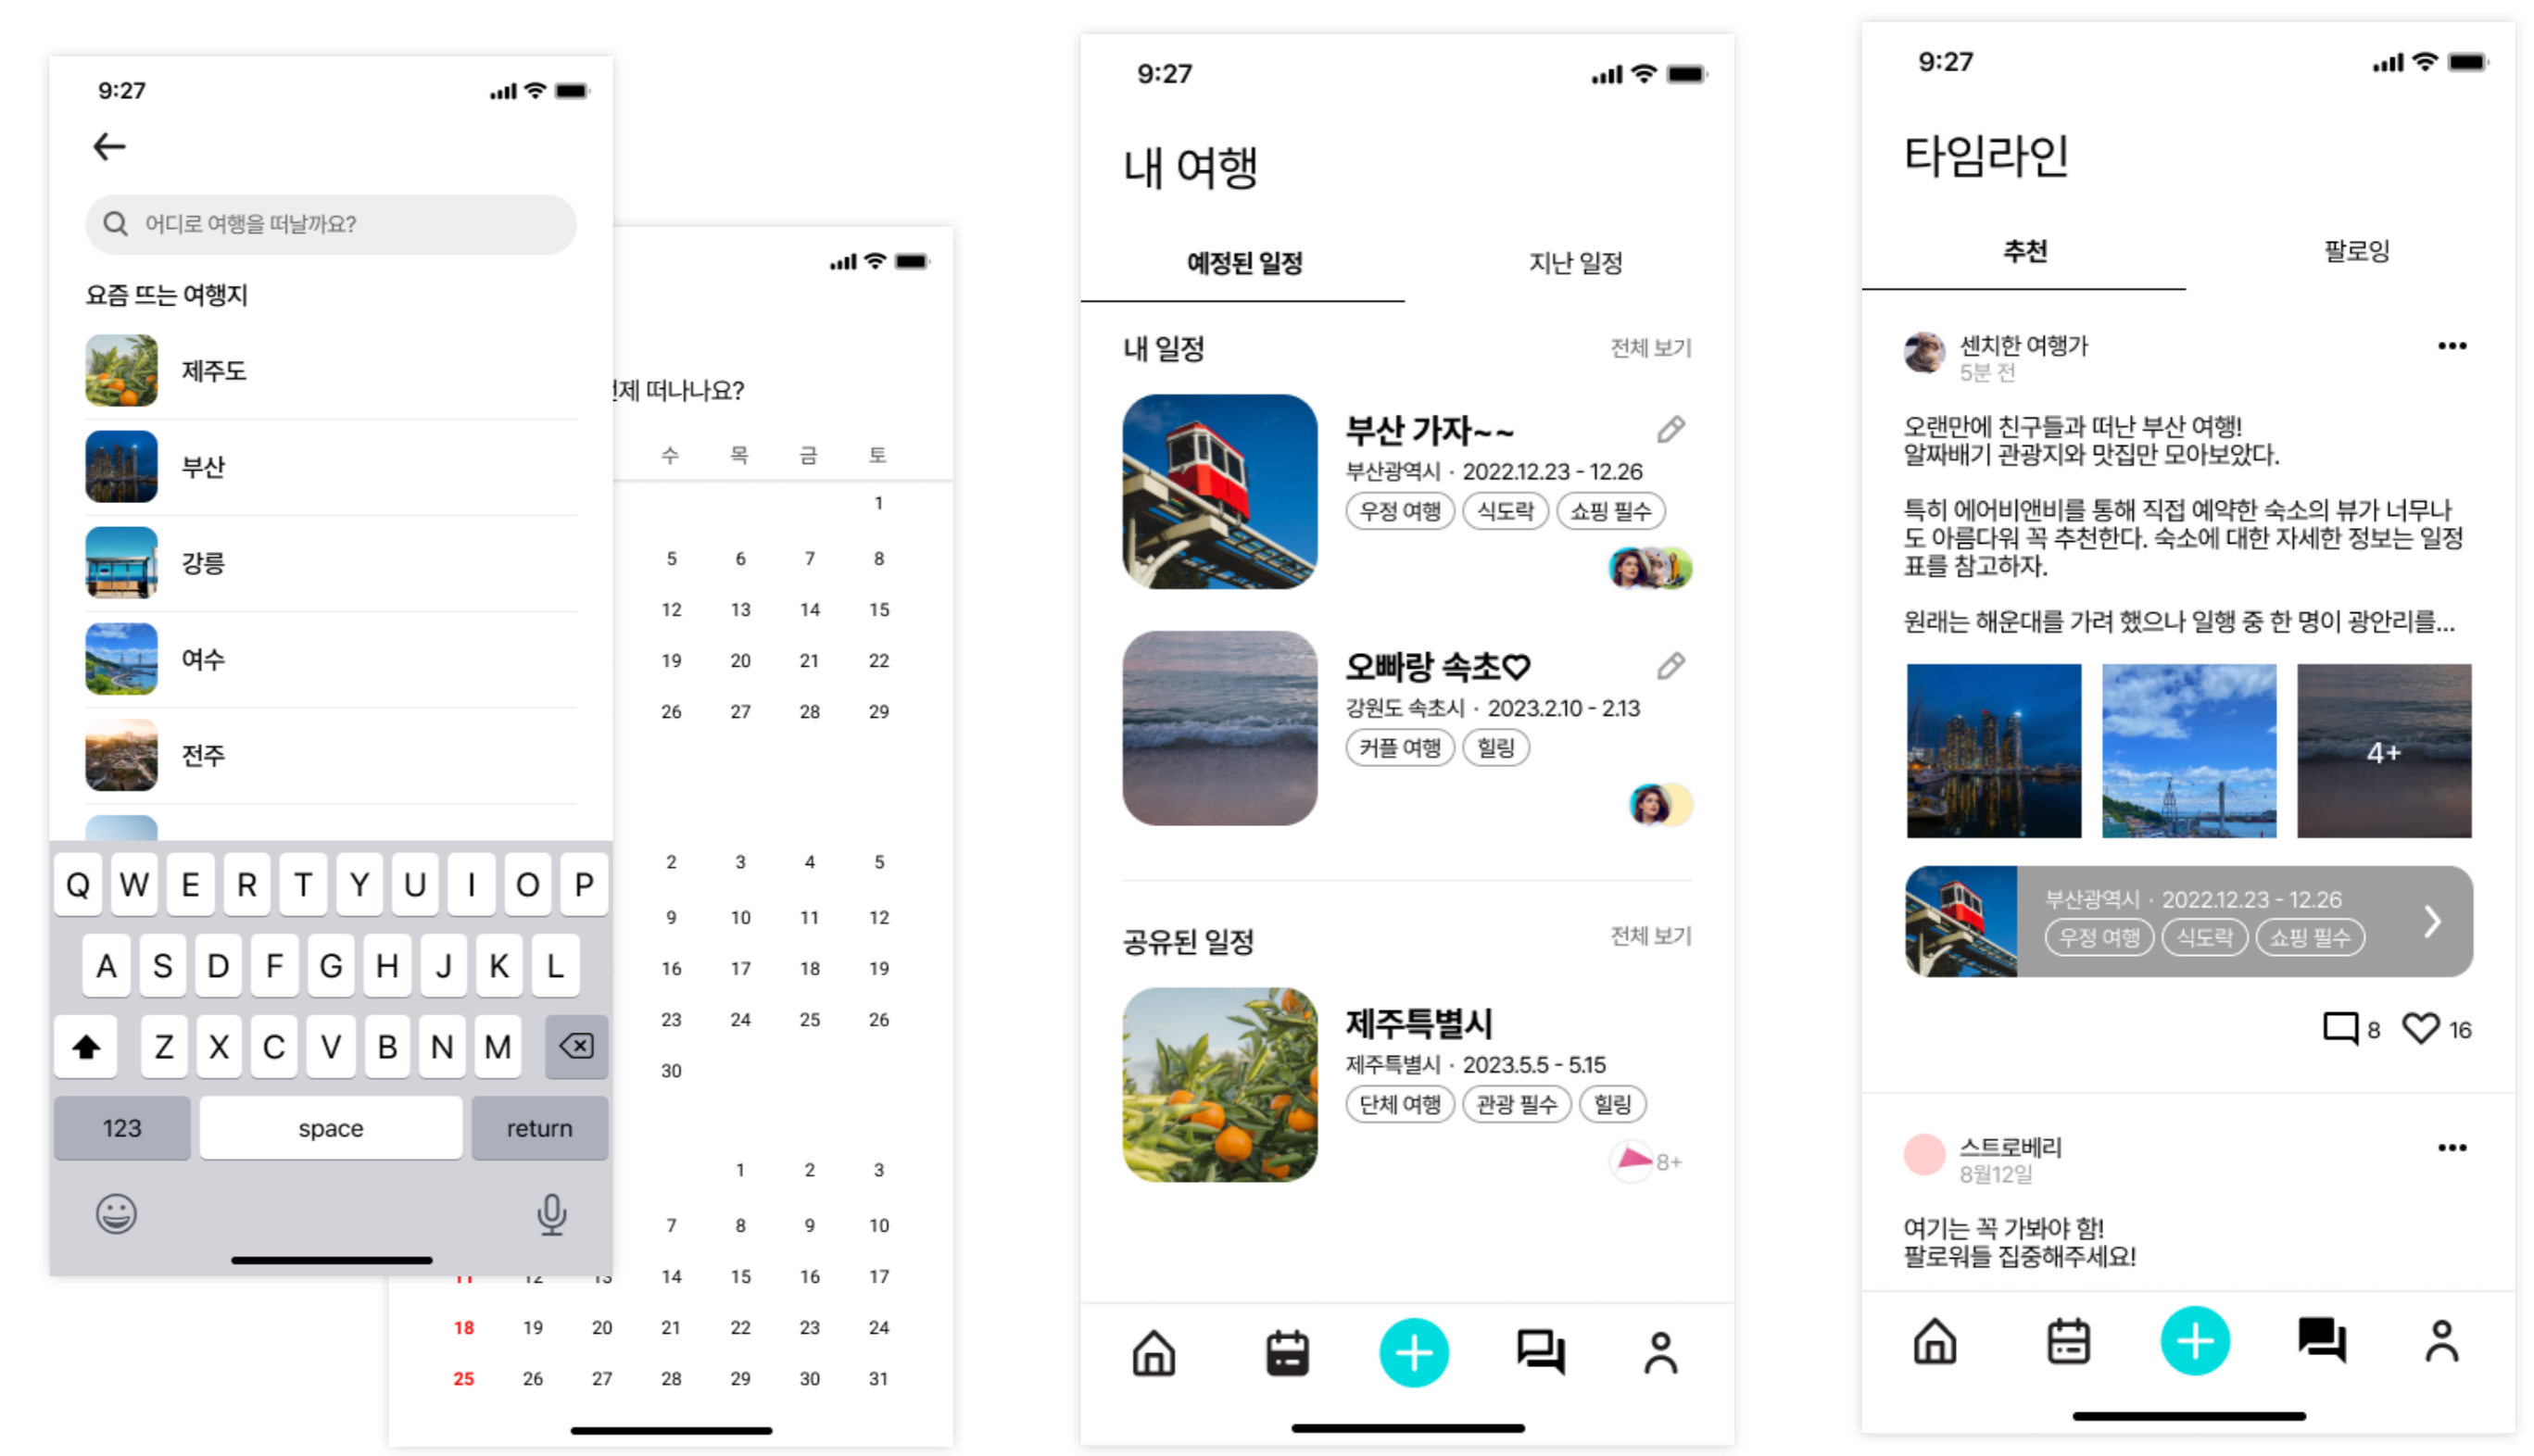 9:27
어디로 여행을 떠날까요?
요즘 뜨는 여행지
제주도
부산
강릉
여수
전주
Q W E R T Y U I O P
A S D F G H J K L
Z X C V B N M
123 space return
떠나나요?
수 목 금 토
1
5 6 7 8
12 13 14 15
19 20 21 22
26 27 28 29
2 3 4 5
9 10 11 12
16 17 18 19
23 24 25 26
30
1 2 3
7 8 9 10
11 12 13 14 15 16 17
18 19 20 21 22 23 24
25 26 27 28 29 30 31
9:27
내 여행
예정된 일정 지난 일정
내 일정 전체 보기
부산 가자~~
부산광역시 · 2022.12.23 - 12.26
우정 여행 식도락 쇼핑 필수
오빠랑 속초♡
강원도 속초시 · 2023.2.10 - 2.13
커플 여행 힐링
공유된 일정 전체 보기
제주특별시
제주특별시 · 2023.5.5 - 5.15
단체 여행 관광 필수 힐링
8+
9:27
타임라인
추천 팔로잉
센치한 여행가
5분 전
오랜만에 친구들과 떠난 부산 여행!
알짜배기 관광지와 맛집만 모아보았다.
특히 에어비앤비를 통해 직접 예약한 숙소의 뷰가 너무나
도 아름다워 꼭 추천한다. 숙소에 대한 자세한 정보는 일정
표를 참고하자.
원래는 해운대를 가려 했으나 일행 중 한 명이 광안리를...
4+
부산광역시 · 2022.12.23 - 12.26
우정 여행 식도락 쇼핑 필수
8 16
스트로베리
8월12일
여기는 꼭 가봐야 함!
팔로워들 집중해주세요!